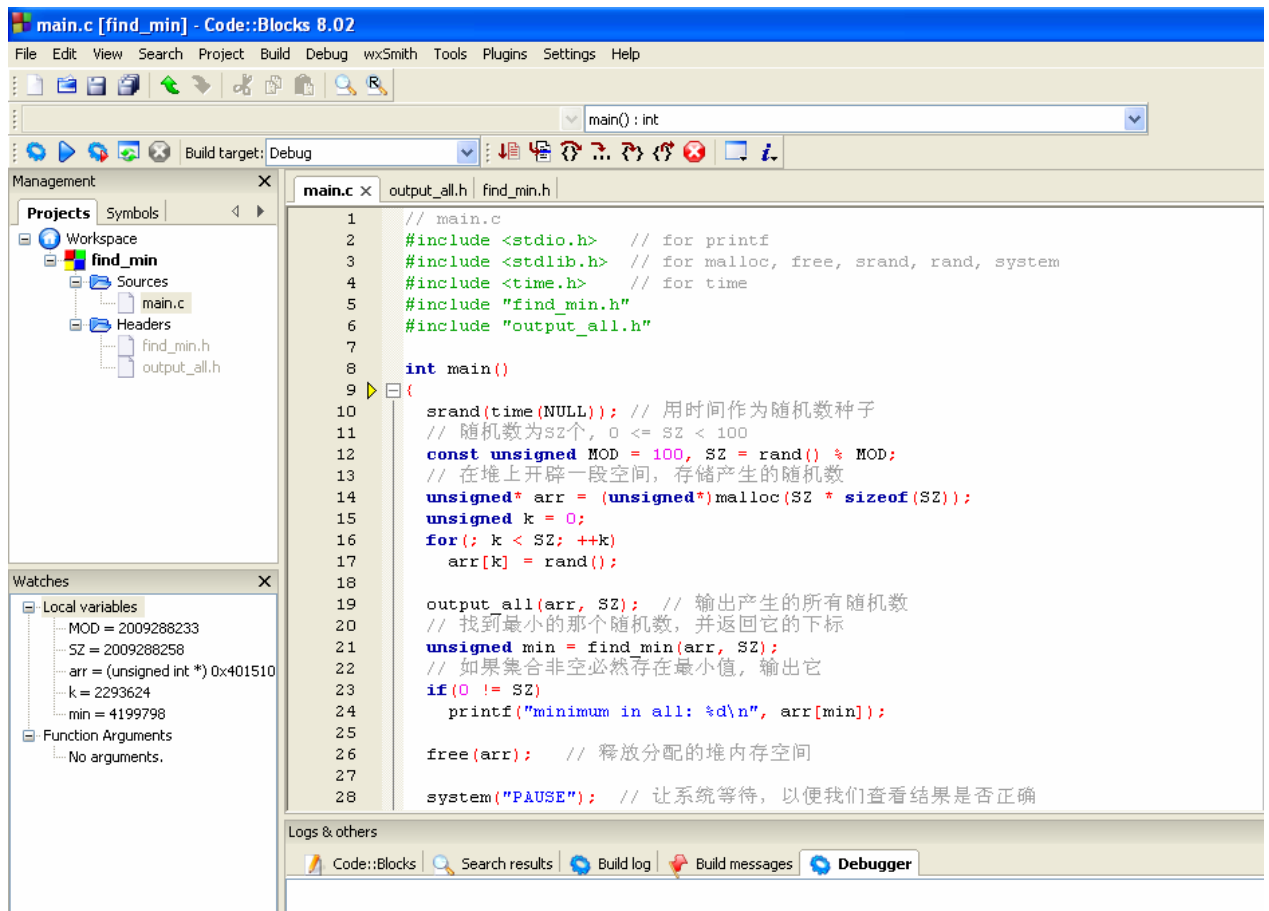 main.c [find_min] - Code::Blocks 8.02
File Edit View Search Project Build Debug wxSmith Tools Plugins Settings Help
main() : int
Build target: Debug
Management
Projects Symbols
Workspace
find_min
Sources
main.c
Headers
find_min.h
output_all.h
Watches
Local variables
MOD = 2009288233
SZ = 2009288258
arr = (unsigned int *) 0x401510
k = 2293624
min = 4199798
Function Arguments
No arguments.
main.c output_all.h find_min.h
1 // main.c
2 #include <stdio.h> // for printf
3 #include <stdlib.h> // for malloc, free, srand, rand, system
4 #include <time.h> // for time
5 #include "find_min.h"
6 #include "output_all.h"
7
8 int main()
9 {
10 srand(time(NULL)); // 用时间作为随机数种子
11 // 随机数为SZ个, 0 <= SZ < 100
12 const unsigned MOD = 100, SZ = rand() % MOD;
13 // 在堆上开辟一段空间, 存储产生的随机数
14 unsigned* arr = (unsigned*)malloc(SZ * sizeof(SZ));
15 unsigned k = 0;
16 for(; k < SZ; ++k)
17 arr[k] = rand();
18
19 output_all(arr, SZ); // 输出产生的所有随机数
20 // 找到最小的那个随机数, 并返回它的下标
21 unsigned min = find_min(arr, SZ);
22 // 如果集合非空必然存在最小值, 输出它
23 if(0 != SZ)
24 printf("minimum in all: %d\n", arr[min]);
25
26 free(arr); // 释放分配的堆内存空间
27
28 system("PAUSE"); // 让系统等待, 以便我们查看结果是否正确
Logs & others
Code::Blocks Search results Build log Build messages Debugger